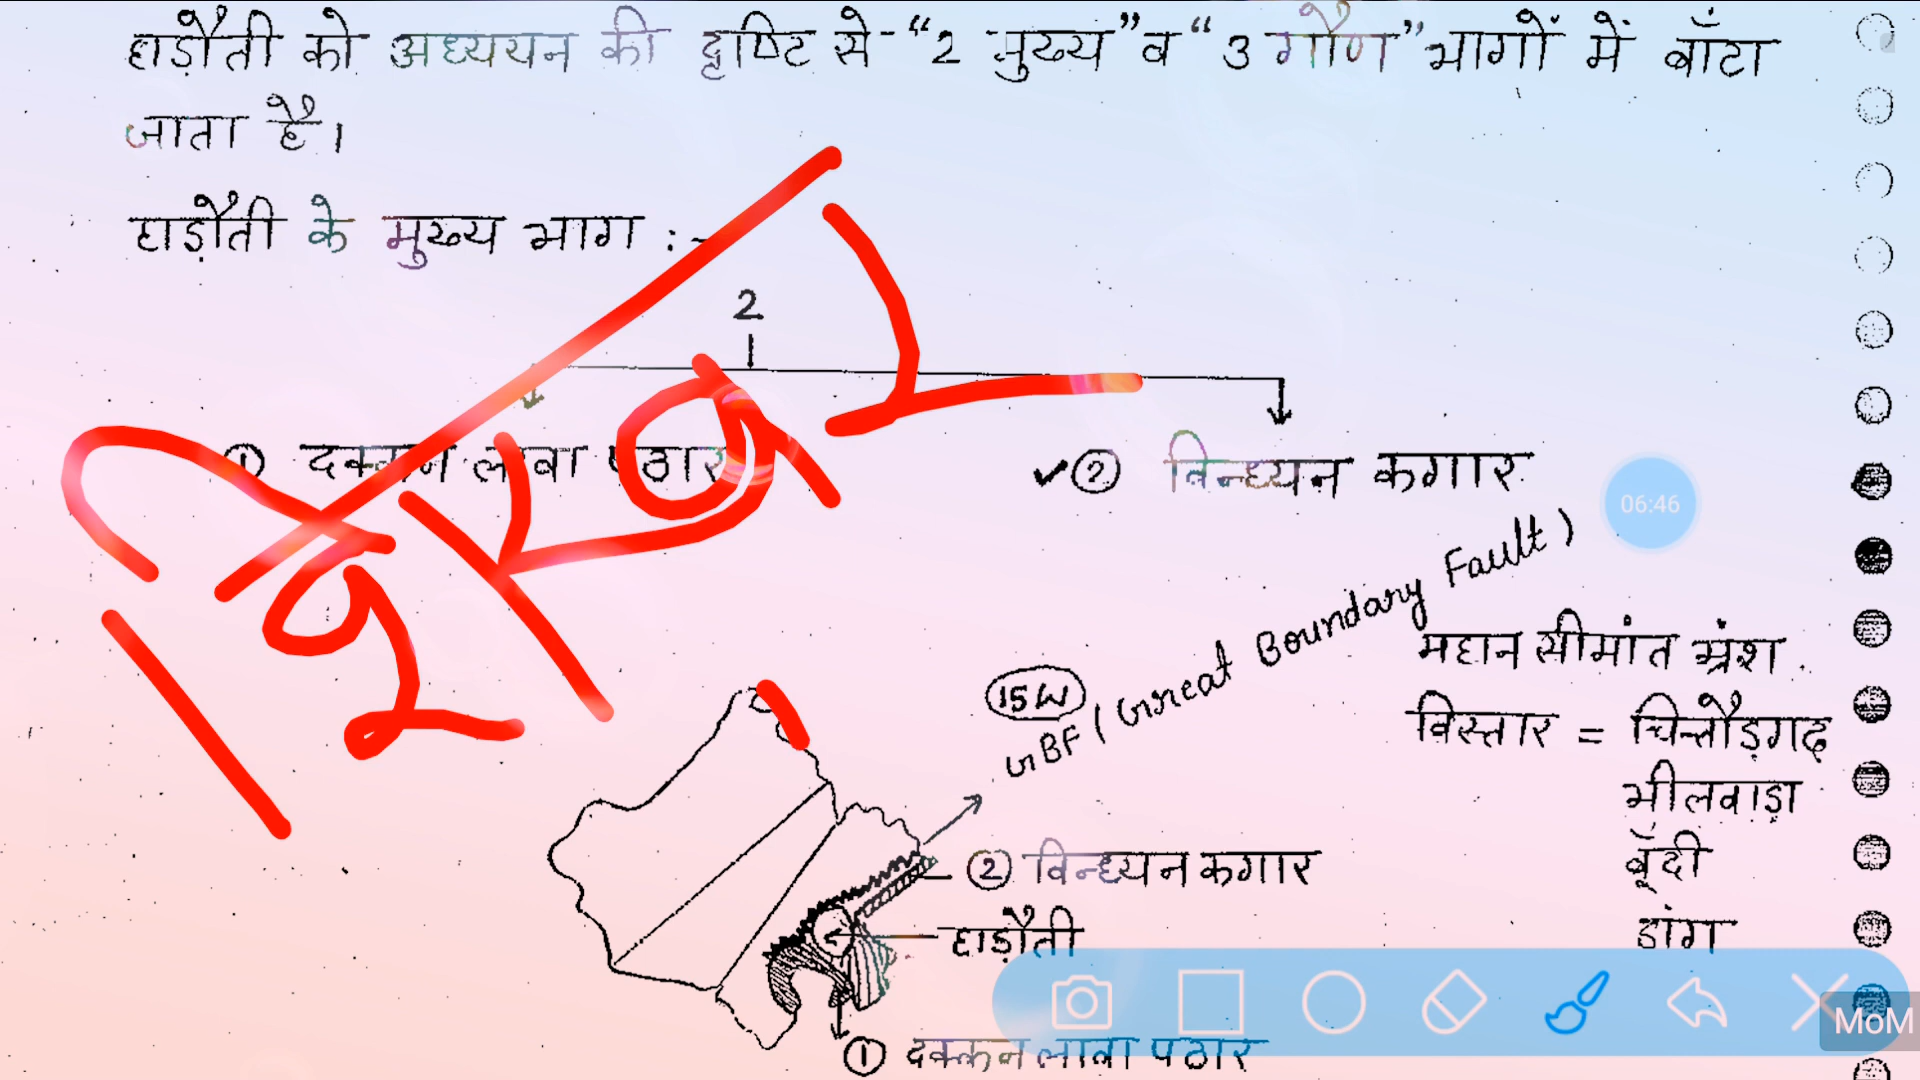 हाड़ौती को अध्ययन की दृष्टि से - “2 मुख्य” व “3 गौण” भागों में बाँटा
जाता है।
हाड़ौती के मुख्य भाग :-
2
① दक्कन लावा पठार
✓② विन्ध्यन कगार
06:46
GBF (Great Boundary Fault)
महान सीमांत भ्रंश
15W
विस्तार = चित्तौड़गढ़
भीलवाड़ा
बूँदी
डांग
② विन्ध्यन कगार
हाड़ौती
① दक्कन लावा पठार
MoM